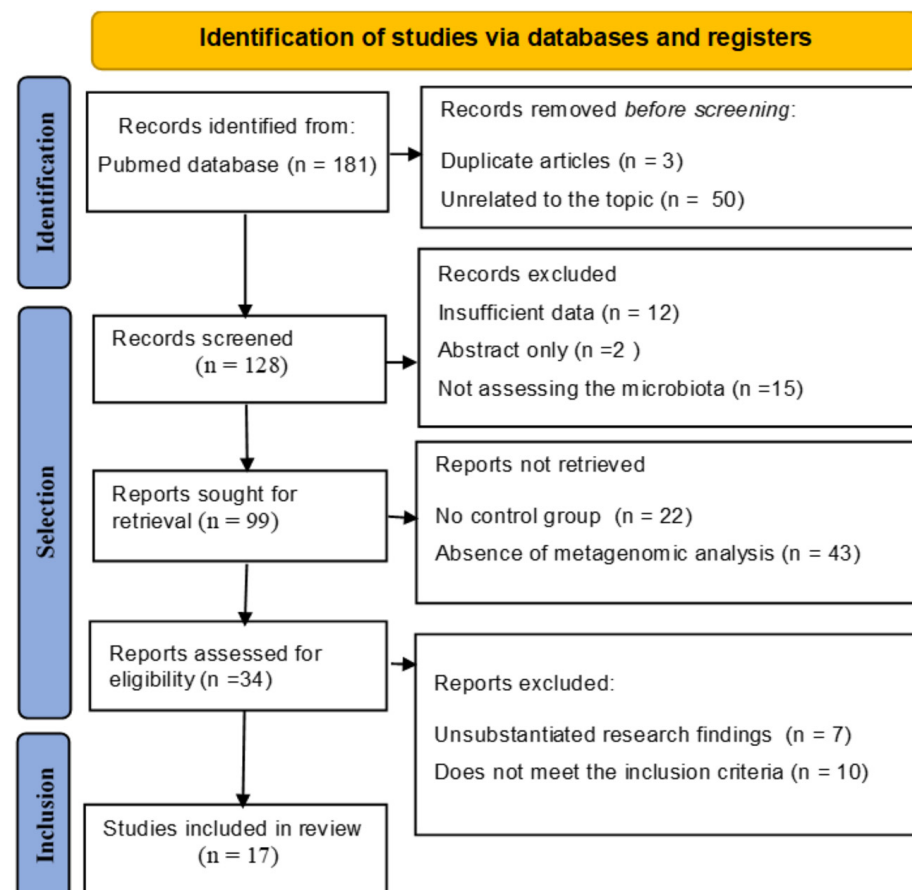 Identification of studies via databases and registers
Identification
Records identified from:
Pubmed database (n = 181)
Records removed before screening:
Duplicate articles (n = 3)
Unrelated to the topic (n =  50)
Selection
Records screened
(n = 128)
Records excluded
Insufficient data (n = 12)
Abstract only (n =2 )
Not assessing the microbiota (n =15)
Reports sought for
retrieval (n = 99)
Reports not retrieved
No control group  (n = 22)
Absence of metagenomic analysis (n = 43)
Reports assessed for
eligibility (n =34)
Reports excluded:
Unsubstantiated research findings  (n = 7)
Does not meet the inclusion criteria (n = 10)
Inclusion
Studies included in review
(n = 17)